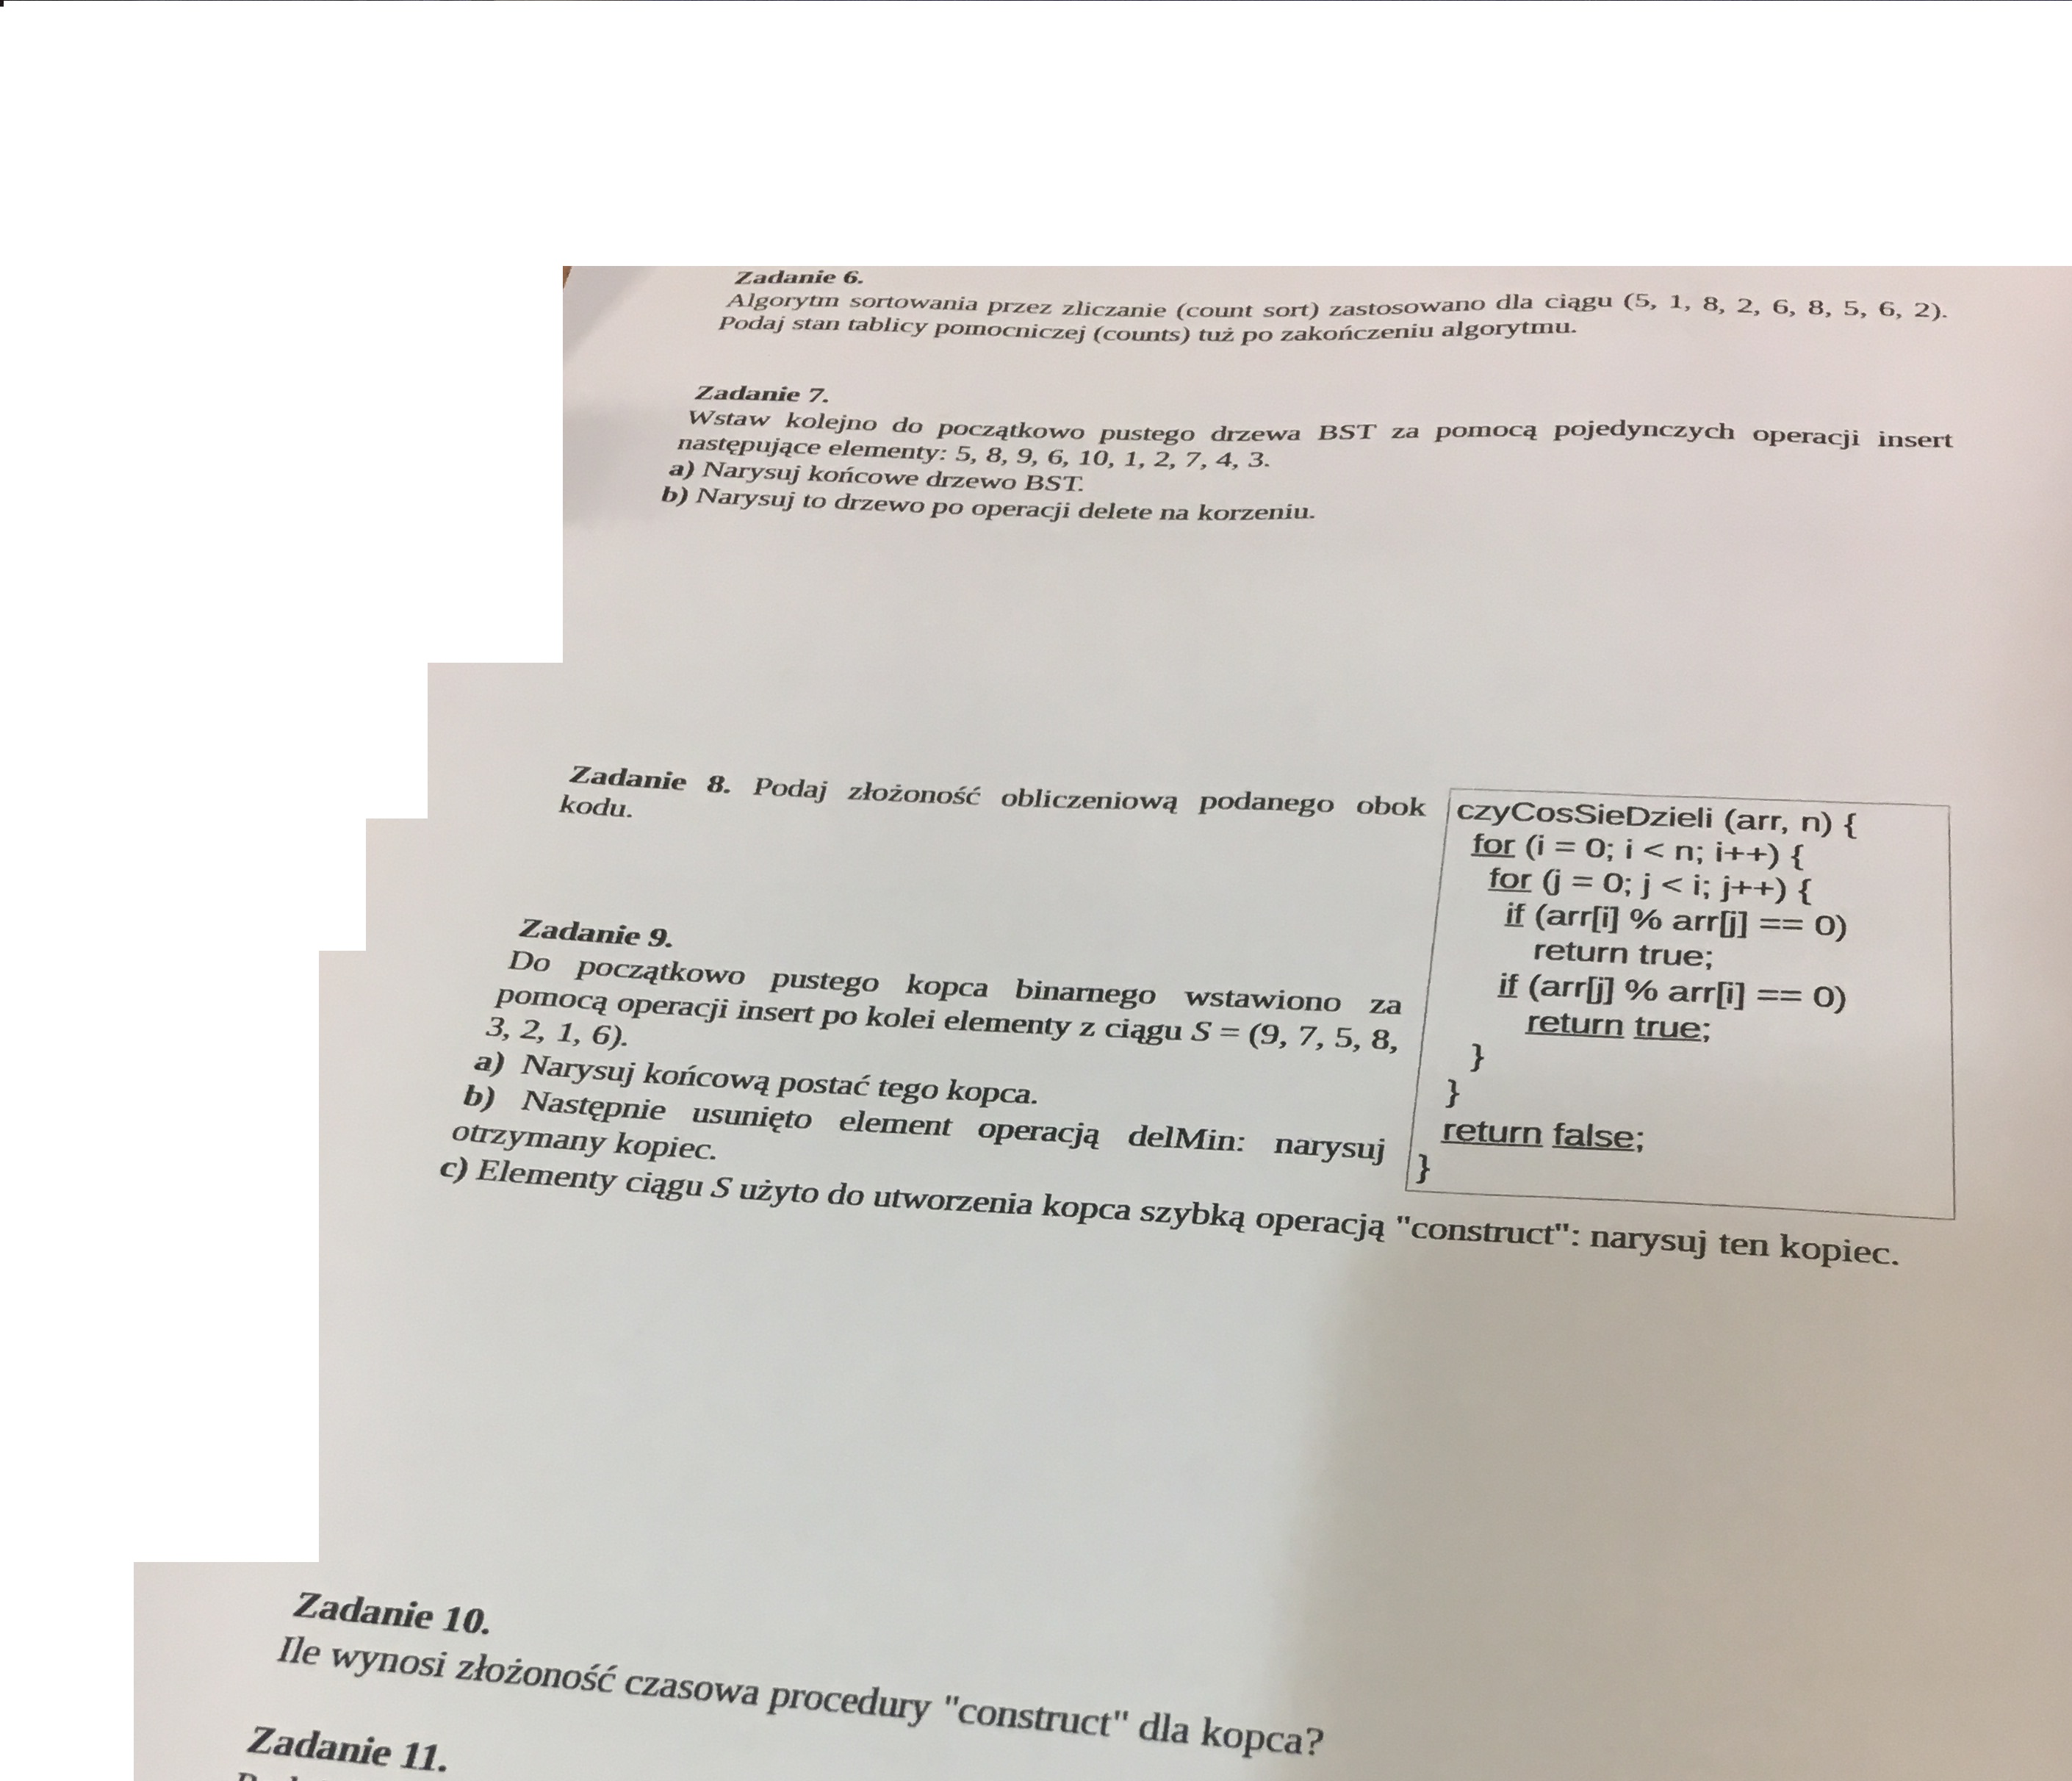 Zadanie 6.
Algorytm sortowania przez zliczanie (count sort) zastosowano dla ciągu (5, 1, 8, 2, 6, 8, 5, 6, 2).
Podaj stan tablicy pomocniczej (counts) tuż po zakończeniu algorytmu.
Zadanie 7.
Wstaw kolejno do początkowo pustego drzewa BST za pomocą pojedynczych operacji insert
następujące elementy: 5, 8, 9, 6, 10, 1, 2, 7, 4, 3.
a) Narysuj końcowe drzewo BST.
b) Narysuj to drzewo po operacji delete na korzeniu.
Zadanie 8. Podaj złożoność obliczeniową podanego obok
kodu.
czyCosSieDzieli (arr, n) {
for (i = 0; i < n; i++) {
for (j = 0; j < i; j++) {
if (arr[i] % arr[j] == 0)
return true;
if (arr[j] % arr[i] == 0)
return true;
}
}
return false;
}
Zadanie 9.
Do początkowo pustego kopca binarnego wstawiono za
pomocą operacji insert po kolei elementy z ciągu S = (9, 7, 5, 8,
3, 2, 1, 6).
a) Narysuj końcową postać tego kopca.
b) Następnie usunięto element operacją delMin: narysuj
otrzymany kopiec.
c) Elementy ciągu S użyto do utworzenia kopca szybką operacją "construct": narysuj ten kopiec.
Zadanie 10.
Ile wynosi złożoność czasowa procedury "construct" dla kopca?
Zadanie 11.